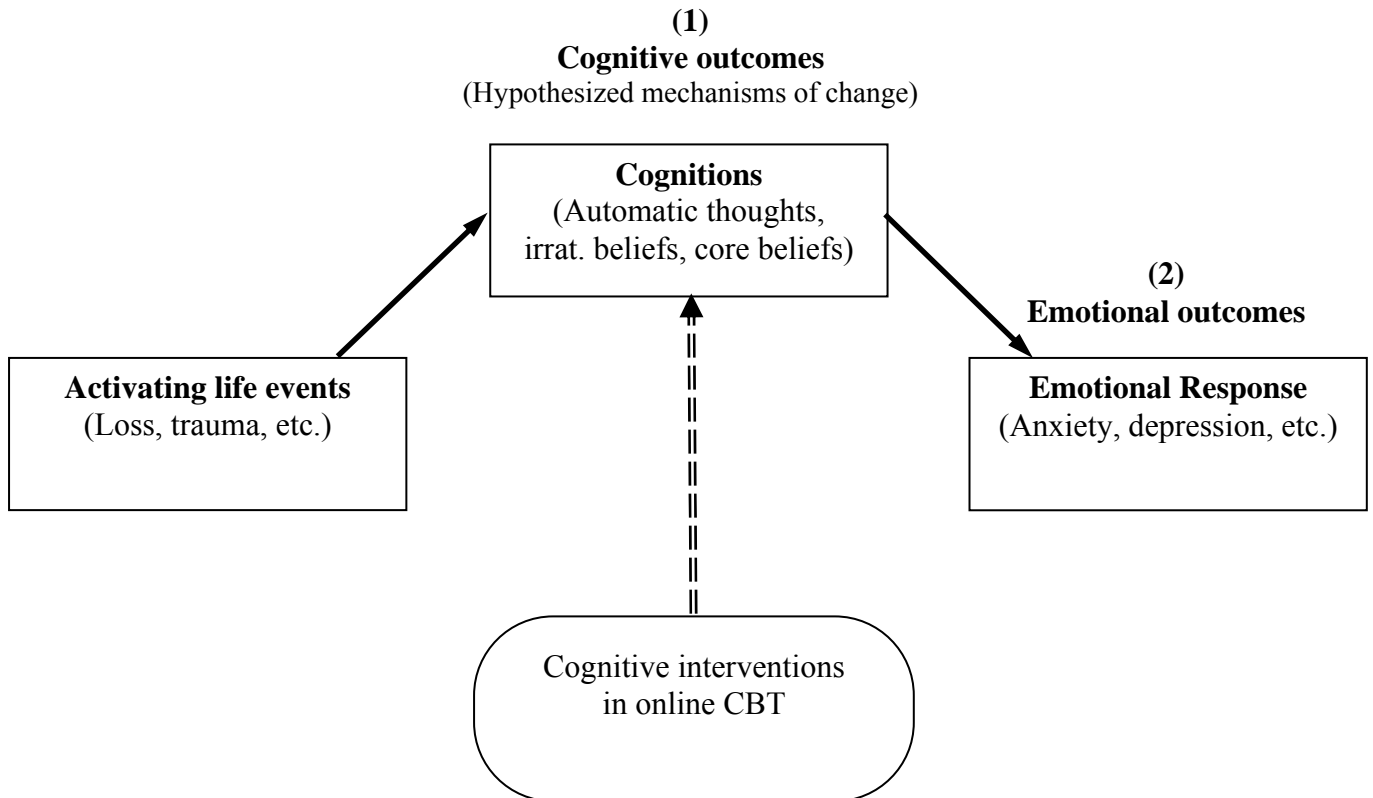 (1)
Cognitive outcomes
(Hypothesized mechanisms of change)
Cognitions
(Automatic thoughts,
irrat. beliefs, core beliefs)
(2)
Emotional outcomes
Activating life events
(Loss, trauma, etc.)
Emotional Response
(Anxiety, depression, etc.)
Cognitive interventions
in online CBT